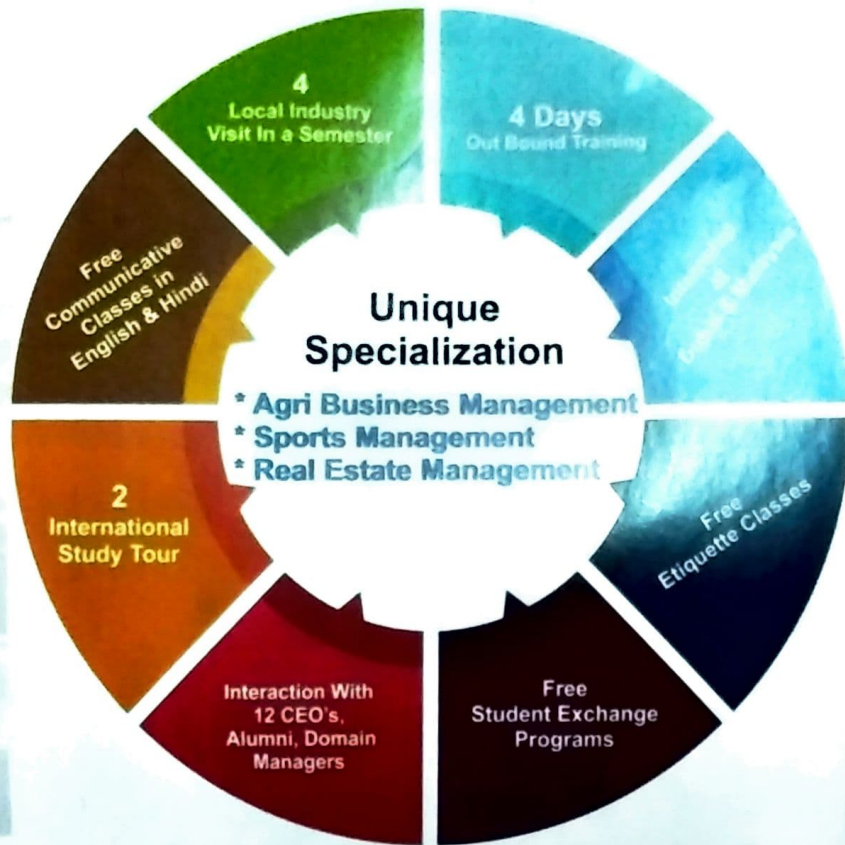 4
Local Industry
Visit In a Semester
4 Days
Out Bound Training
Free
Etiquette Classes
Free
Student Exchange
Programs
Interaction With
12 CEO's,
Alumni, Domain
Managers
2
International
Study Tour
Free
Communicative
Classes in
English & Hindi
Unique
Specialization
* Agri Business Management
* Sports Management
* Real Estate Management